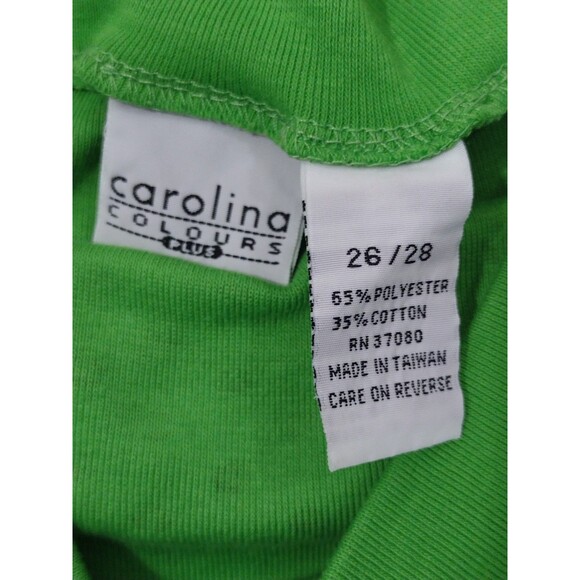 carolina
COLOURS
PLUS
26/28
65% POLYESTER
35% COTTON
RN 37080
MADE IN TAIWAN
CARE ON REVERSE